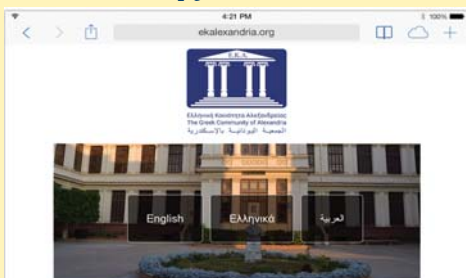 4:21 PM
100%
ekalexandria.org
E.K.A.
Ελληνική Κοινότητα Αλεξανδρείας
The Greek Community of Alexandria
الجمعية اليونانية بالإسكندرية
English
Ελληνικά
العربية